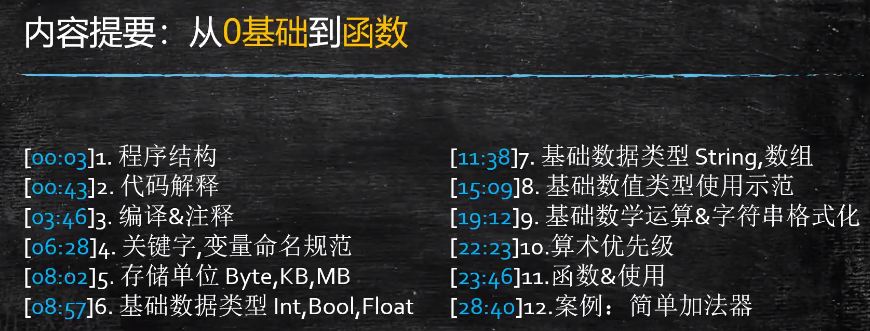 内容提要：从0基础到函数
[00:03]1. 程序结构
[00:43]2. 代码解释
[03:46]3. 编译&注释
[06:28]4. 关键字,变量命名规范
[08:02]5. 存储单位 Byte,KB,MB
[08:57]6. 基础数据类型 Int,Bool,Float
[11:38]7. 基础数据类型 String,数组
[15:09]8. 基础数值类型使用示范
[19:12]9. 基础数学运算&字符串格式化
[22:23]10.算术优先级
[23:46]11.函数&使用
[28:40]12.案例：简单加法器